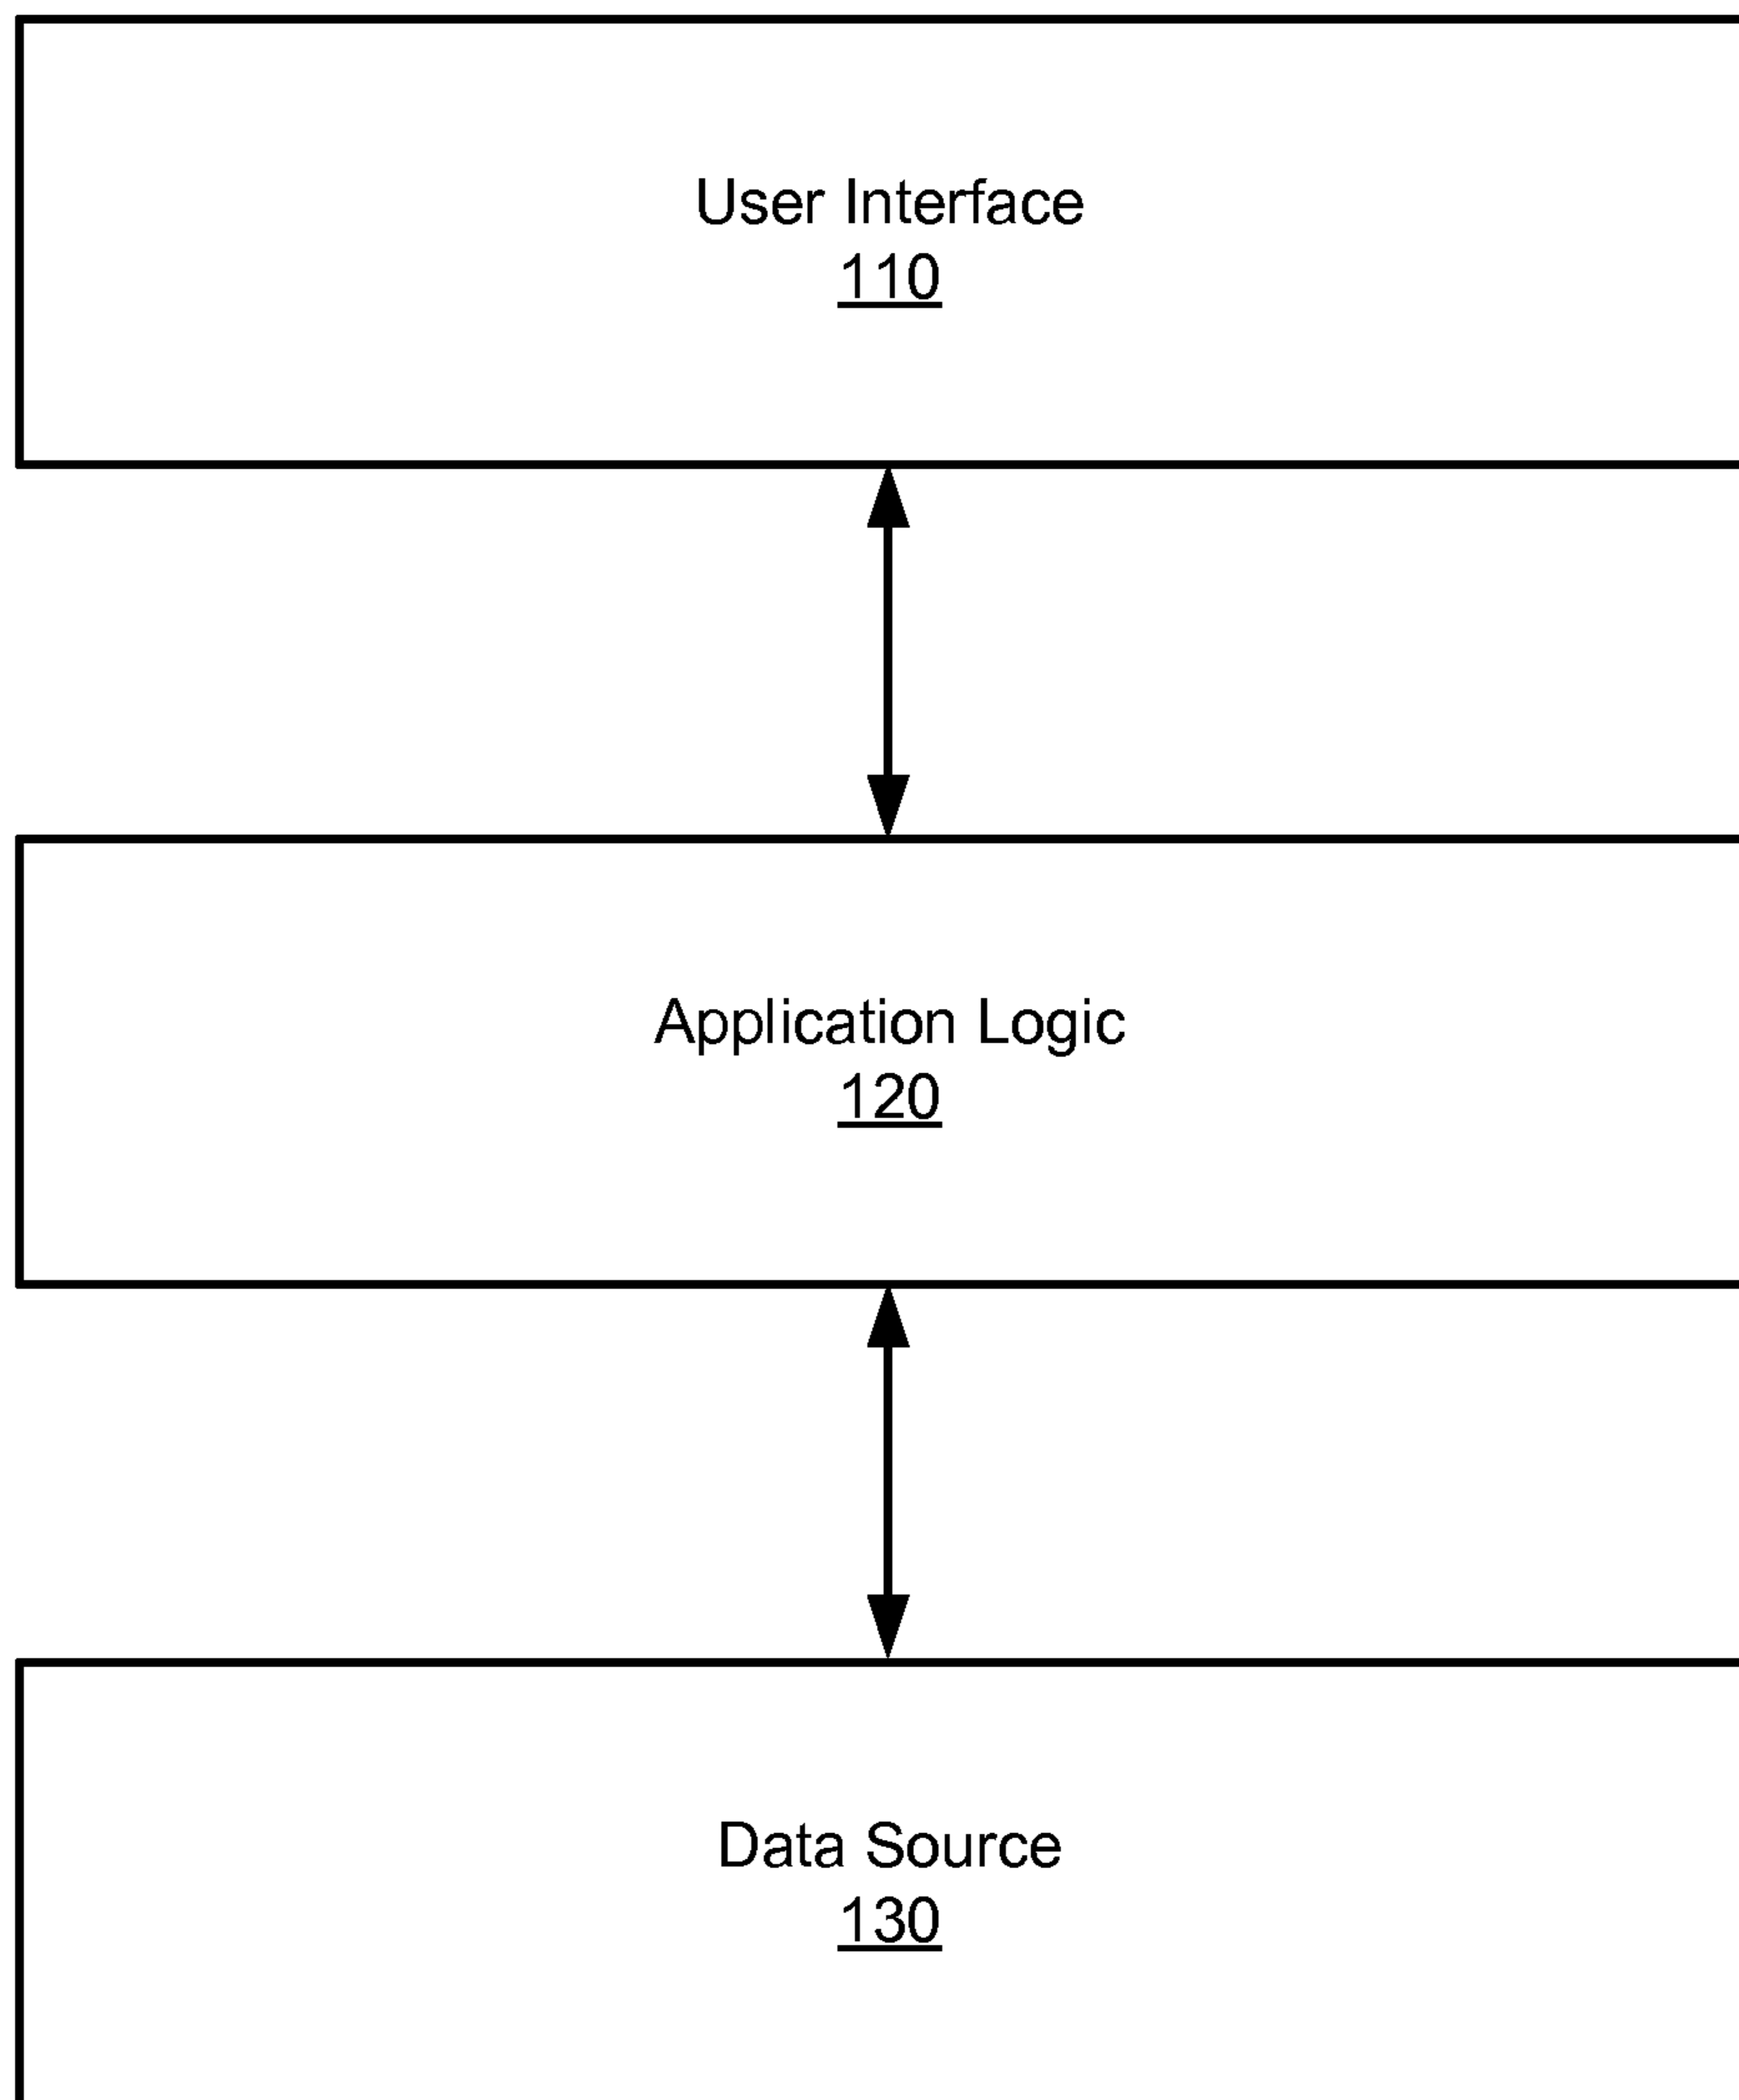 User Interface
110
Application Logic
120
Data Source
130